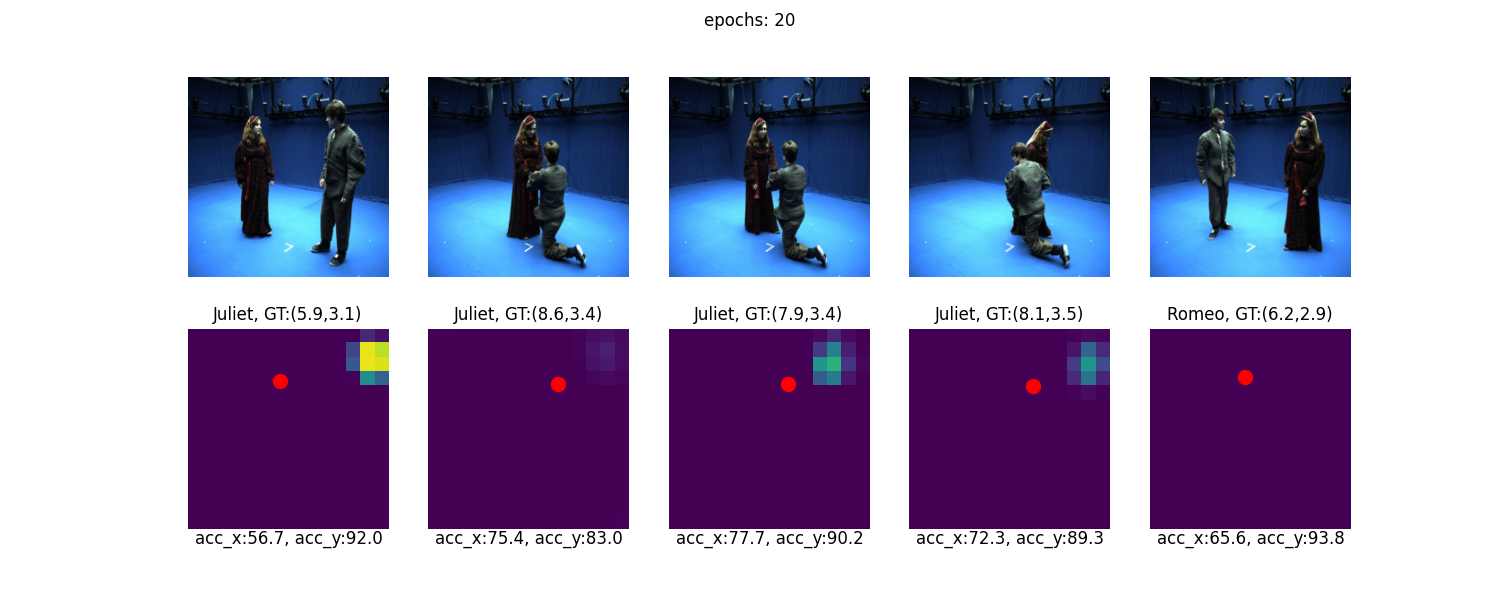 epochs: 20
Juliet, GT:(5.9,3.1)
Juliet, GT:(8.6,3.4)
Juliet, GT:(7.9,3.4)
Juliet, GT:(8.1,3.5)
Romeo, GT:(6.2,2.9)
acc_x:56.7, acc_y:92.0
acc_x:75.4, acc_y:83.0
acc_x:77.7, acc_y:90.2
acc_x:72.3, acc_y:89.3
acc_x:65.6, acc_y:93.8